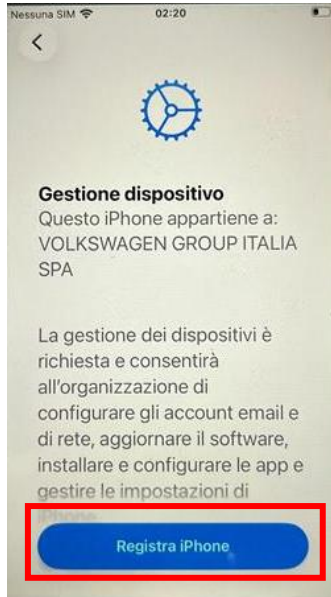 Nessuna SIM 02:20
Gestione dispositivo
Questo iPhone appartiene a:
VOLKSWAGEN GROUP ITALIA
SPA
La gestione dei dispositivi è
richiesta e consentirà
all'organizzazione di
configurare gli account email e
di rete, aggiornare il software,
installare e configurare le app e
gestire le impostazioni di
iPhone.
Registra iPhone